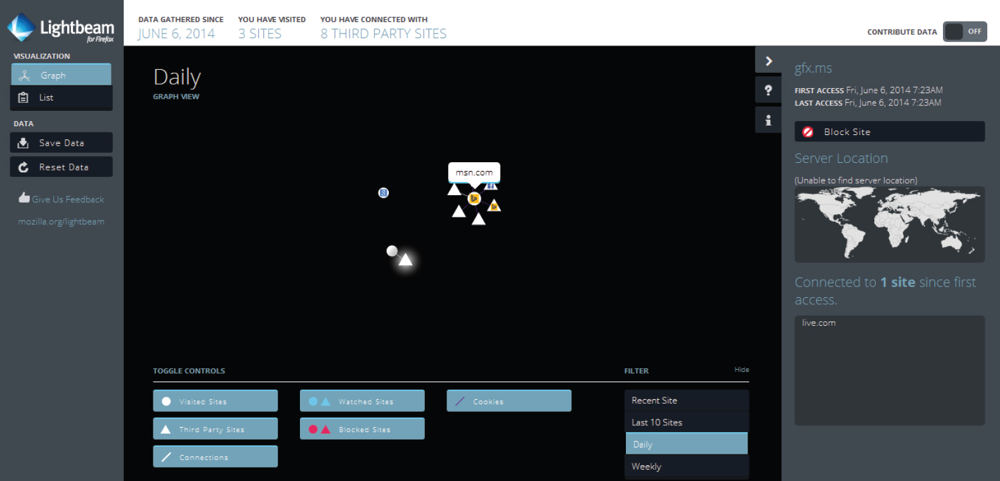 Lightbeam
for Firefox
DATA GATHERED SINCE
JUNE 6, 2014
YOU HAVE VISITED
3 SITES
YOU HAVE CONNECTED WITH
8 THIRD PARTY SITES
CONTRIBUTE DATA
OFF
VISUALIZATION
Graph
List
DATA
Save Data
Reset Data
Give Us Feedback
mozilla.org/lightbeam
Daily
GRAPH VIEW
msn.com
TOGGLE CONTROLS
Visited Sites
Watched Sites
Cookies
Third Party Sites
Blocked Sites
Connections
FILTER
Hide
Recent Site
Last 10 Sites
Daily
Weekly
gfx.ms
FIRST ACCESS Fri, June 6, 2014 7:23AM
LAST ACCESS Fri, June 6, 2014 7:23AM
Block Site
Server Location
(Unable to find server location)
Connected to 1 site since first
access.
live.com